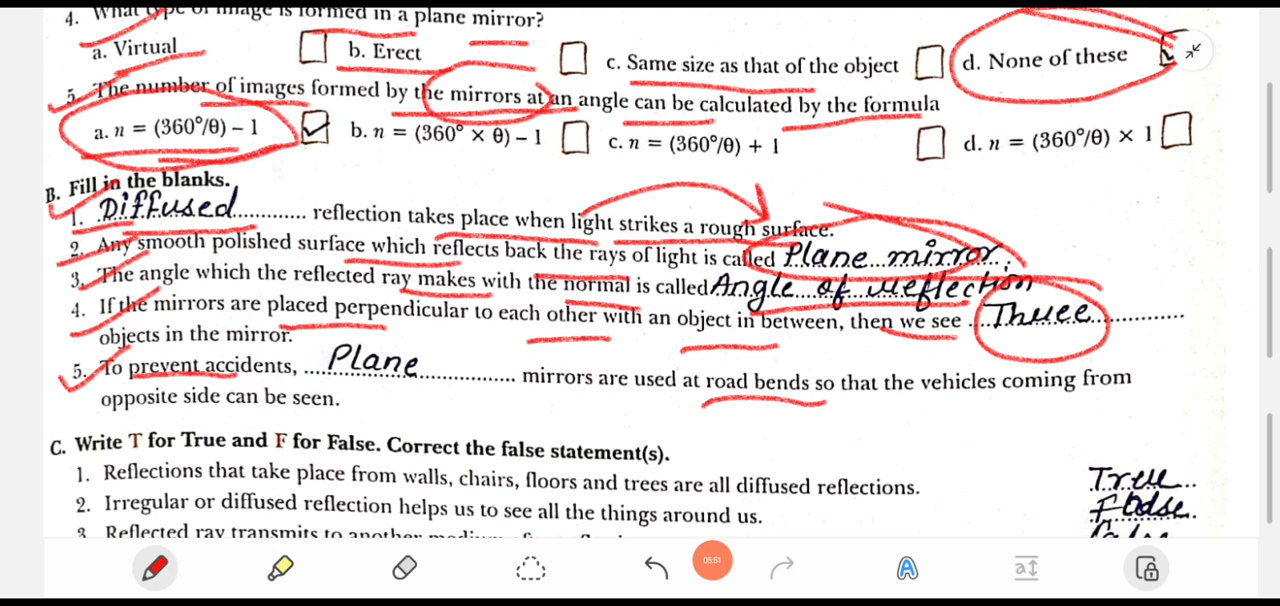 4. What type of image is formed in a plane mirror?
a. Virtual b. Erect c. Same size as that of the object d. None of these
5. The number of images formed by the mirrors at an angle can be calculated by the formula
a. n = (360°/θ) − 1 b. n = (360° × θ) − 1 c. n = (360°/θ) + 1 d. n = (360°/θ) × 1
B. Fill in the blanks.
1. Diffused reflection takes place when light strikes a rough surface.
2. Any smooth polished surface which reflects back the rays of light is called Plane mirror.
3. The angle which the reflected ray makes with the normal is called Angle of reflection
4. If the mirrors are placed perpendicular to each other with an object in between, then we see Three
objects in the mirror.
5. To prevent accidents, Plane mirrors are used at road bends so that the vehicles coming from
opposite side can be seen.
C. Write T for True and F for False. Correct the false statement(s).
1. Reflections that take place from walls, chairs, floors and trees are all diffused reflections. True
2. Irregular or diffused reflection helps us to see all the things around us. False.
3. Reflected ray transmits to another
05:51
A
a